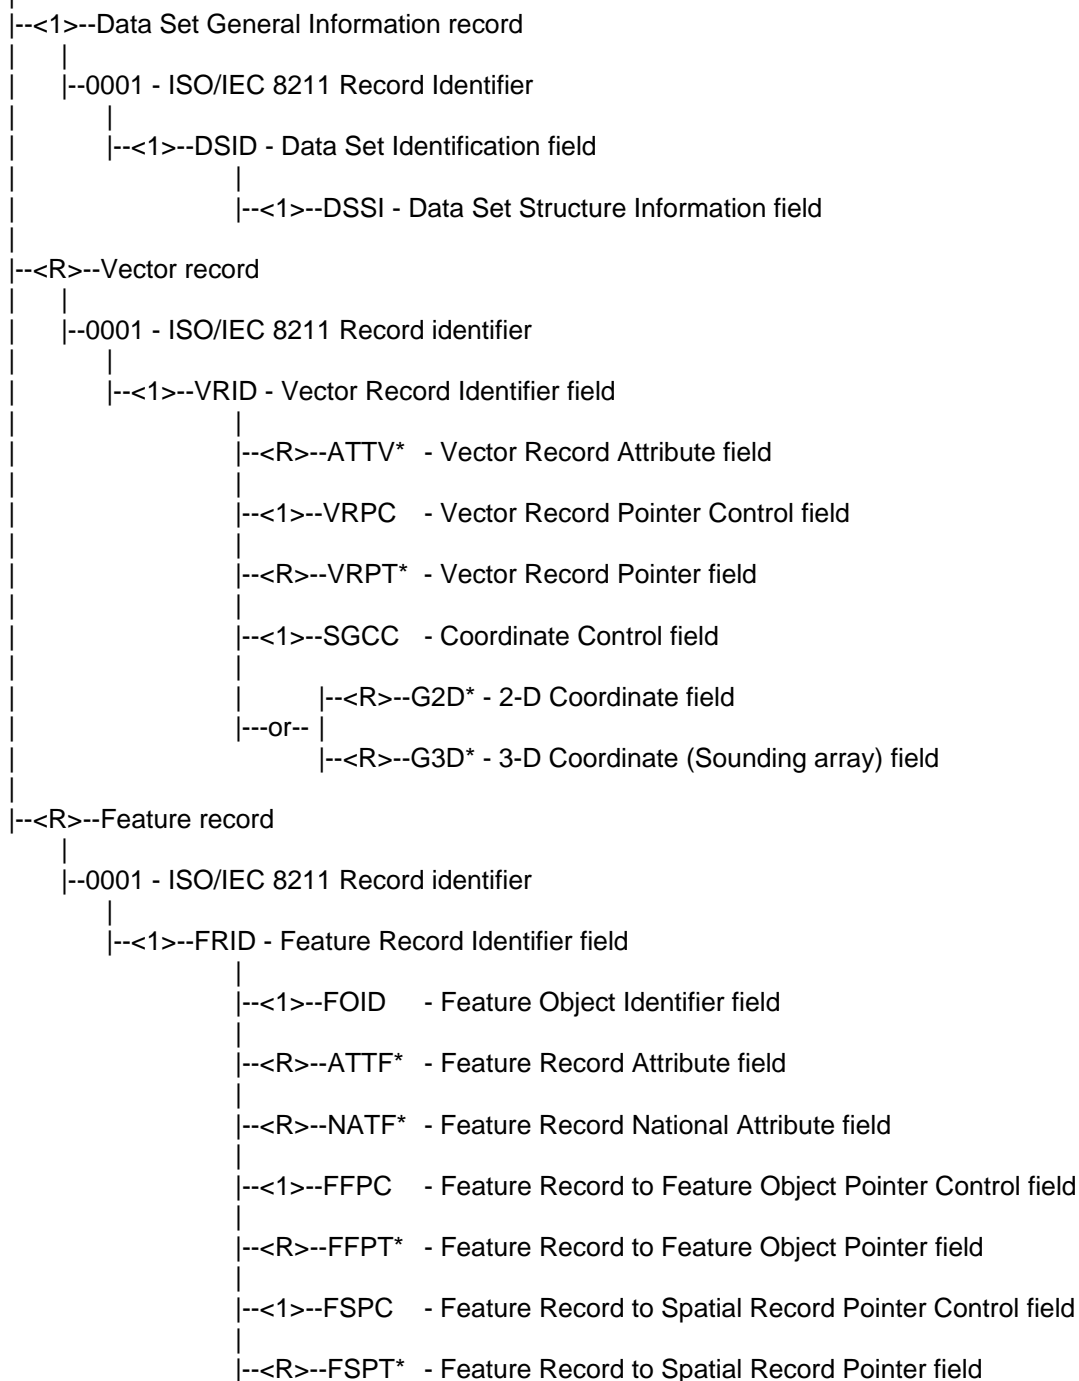 |--<1>--Data Set General Information record
|--0001 - ISO/IEC 8211 Record Identifier
|--<1>--DSID - Data Set Identification field
|--<1>--DSSI - Data Set Structure Information field
|--<R>--Vector record
|--0001 - ISO/IEC 8211 Record identifier
|--<1>--VRID - Vector Record Identifier field
|--<R>--ATTV* - Vector Record Attribute field
|--<1>--VRPC - Vector Record Pointer Control field
|--<R>--VRPT* - Vector Record Pointer field
|--<1>--SGCC - Coordinate Control field
|--<R>--G2D* - 2-D Coordinate field
|---or-- |
|--<R>--G3D* - 3-D Coordinate (Sounding array) field
|--<R>--Feature record
|--0001 - ISO/IEC 8211 Record identifier
|--<1>--FRID - Feature Record Identifier field
|--<1>--FOID - Feature Object Identifier field
|--<R>--ATTF* - Feature Record Attribute field
|--<R>--NATF* - Feature Record National Attribute field
|--<1>--FFPC - Feature Record to Feature Object Pointer Control field
|--<R>--FFPT* - Feature Record to Feature Object Pointer field
|--<1>--FSPC - Feature Record to Spatial Record Pointer Control field
|--<R>--FSPT* - Feature Record to Spatial Record Pointer field